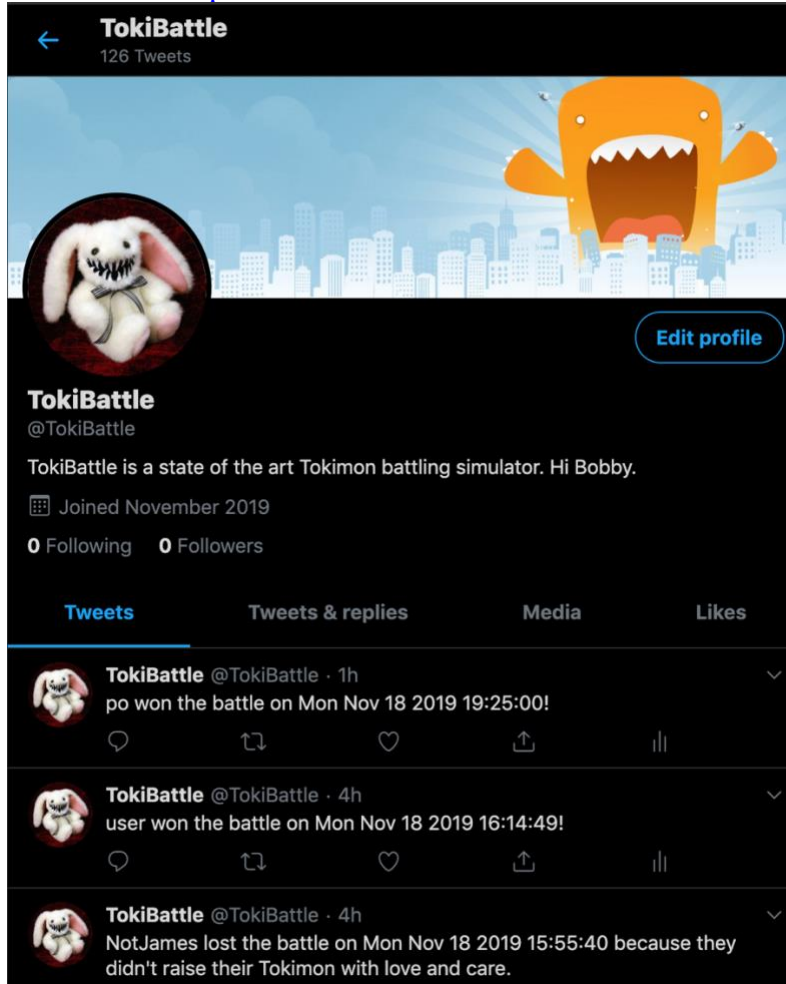 TokiBattle
126 Tweets
Edit profile
TokiBattle
@TokiBattle
TokiBattle is a state of the art Tokimon battling simulator. Hi Bobby.
Joined November 2019
0 Following 0 Followers
Tweets Tweets & replies Media Likes
TokiBattle @TokiBattle · 1h
po won the battle on Mon Nov 18 2019 19:25:00!
TokiBattle @TokiBattle · 4h
user won the battle on Mon Nov 18 2019 16:14:49!
TokiBattle @TokiBattle · 4h
NotJames lost the battle on Mon Nov 18 2019 15:55:40 because they
didn't raise their Tokimon with love and care.